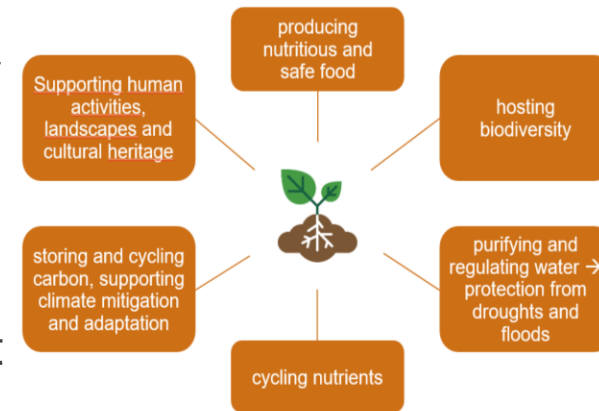 producing
nutritious and
safe food
Supporting human
activities,
landscapes and
cultural heritage
hosting
biodiversity
storing and cycling
carbon, supporting
climate mitigation
and adaptation
purifying and
regulating water →
protection from
droughts and
floods
cycling nutrients